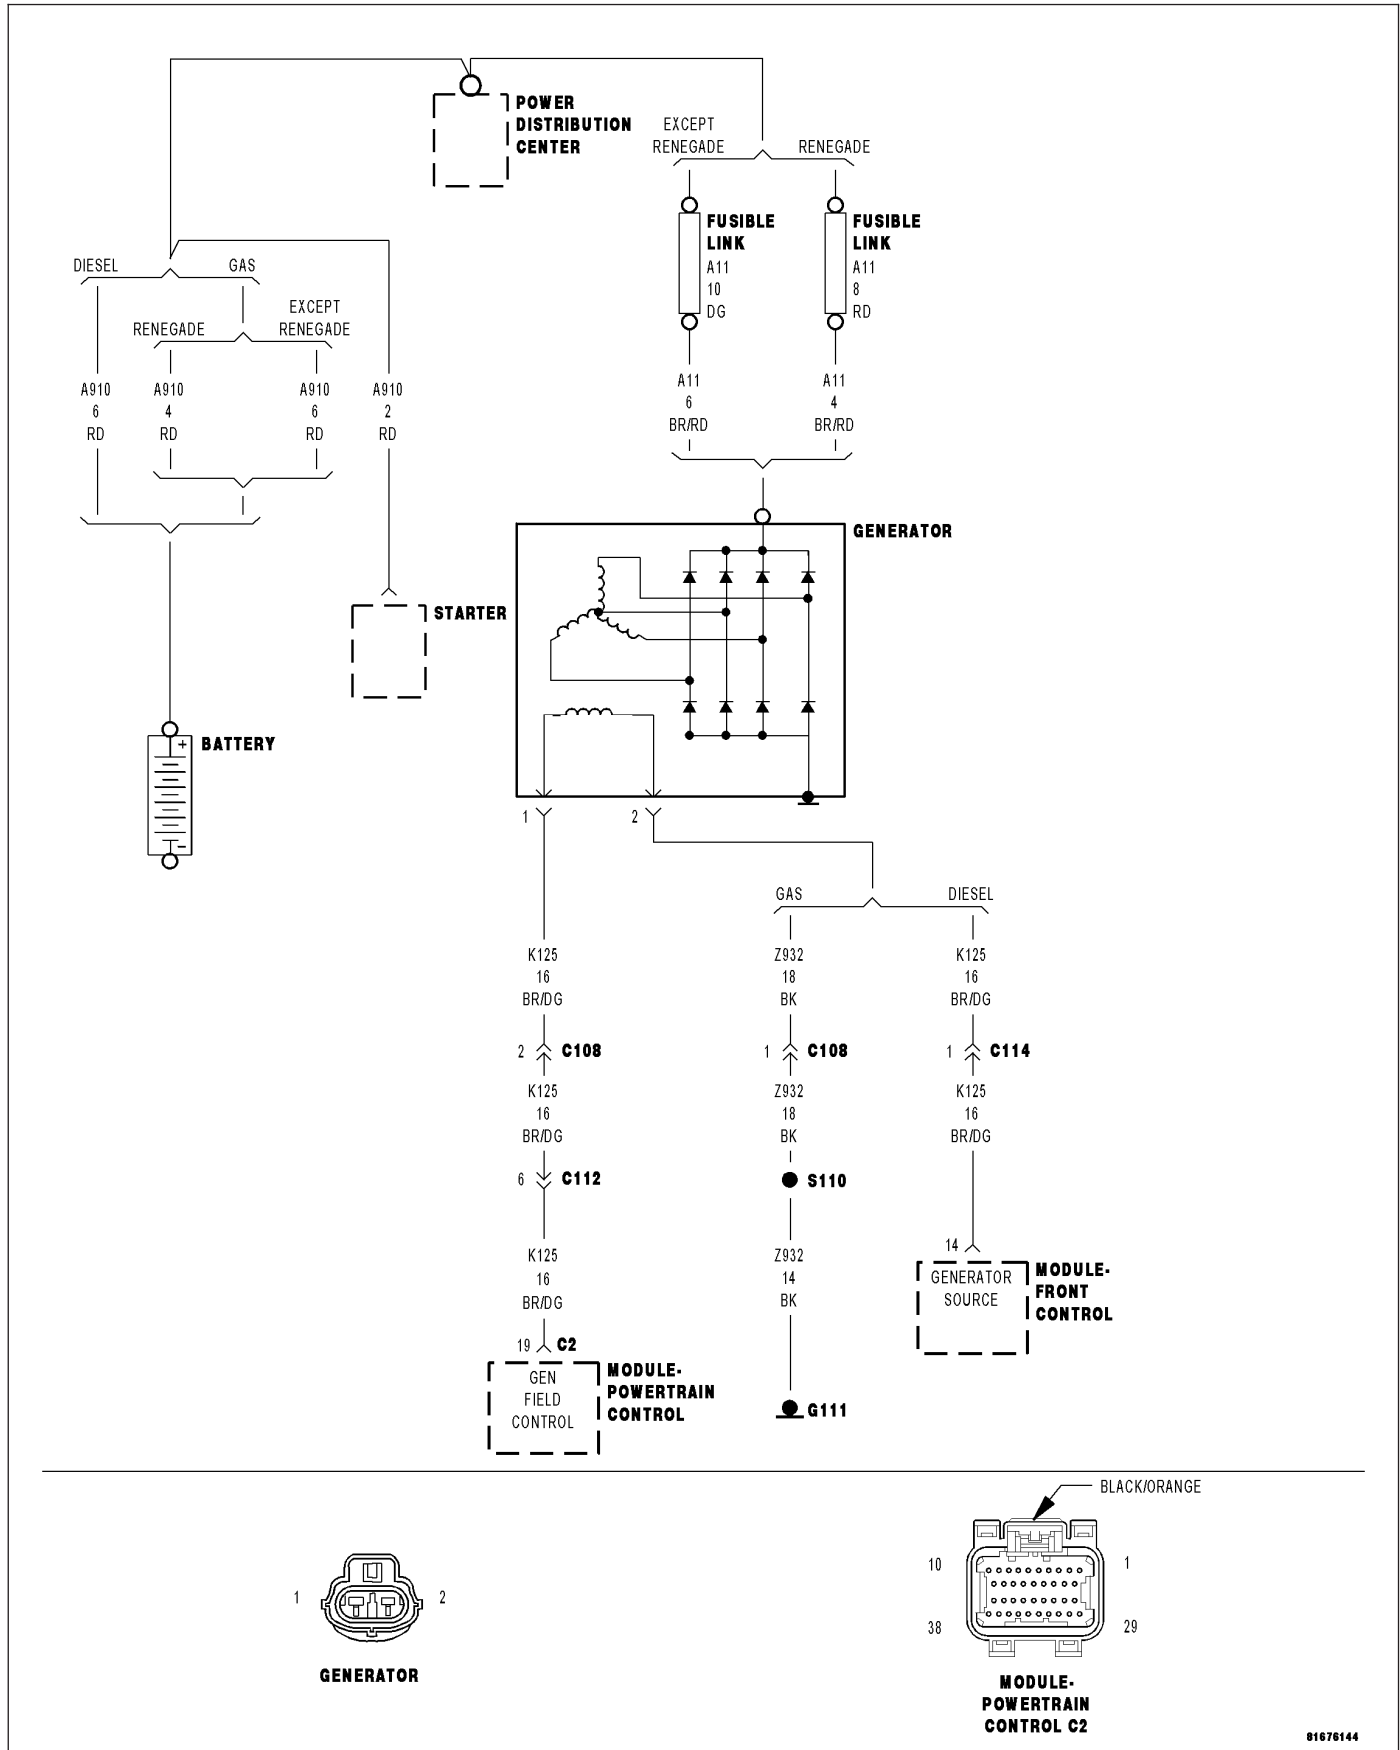 POWER
DISTRIBUTION
CENTER
EXCEPT
RENEGADE
RENEGADE
FUSIBLE
LINK
A11
10
DG
FUSIBLE
LINK
A11
8
RD
DIESEL
GAS
RENEGADE
EXCEPT
RENEGADE
A910
6
RD
A910
4
RD
A910
6
RD
A910
2
RD
A11
6
BR/RD
A11
4
BR/RD
GENERATOR
STARTER
BATTERY
+
-
1
2
GAS
DIESEL
K125
16
BR/DG
Z932
18
BK
K125
16
BR/DG
2
C108
1
C108
1
C114
K125
16
BR/DG
Z932
18
BK
K125
16
BR/DG
6
C112
S110
K125
16
BR/DG
Z932
14
BK
14
GENERATOR
SOURCE
MODULE-
FRONT
CONTROL
19
C2
GEN
FIELD
CONTROL
MODULE-
POWERTRAIN
CONTROL
G111
BLACK/ORANGE
1
2
GENERATOR
10
1
38
29
MODULE-
POWERTRAIN
CONTROL C2
81676144